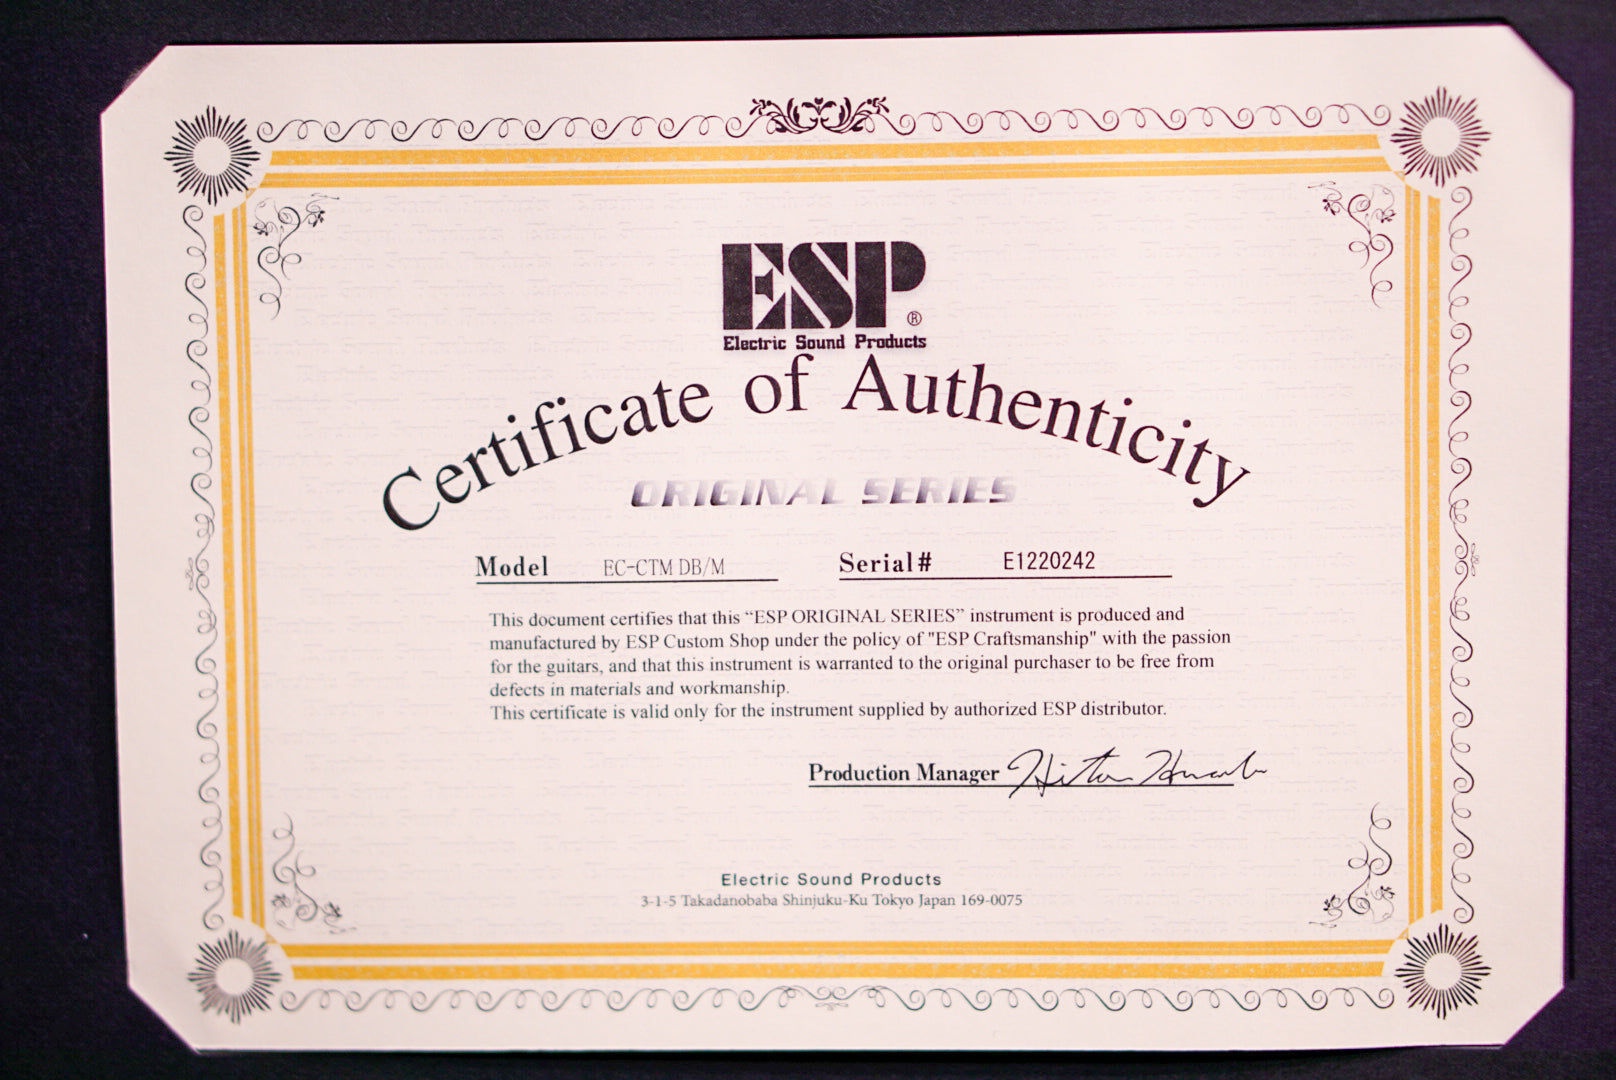 ESP®
Electric Sound Products
Certificate of Authenticity
ORIGINAL SERIES
Model EC-CTM DB/M Serial# E1220242
This document certifies that this “ESP ORIGINAL SERIES” instrument is produced and
manufactured by ESP Custom Shop under the policy of "ESP Craftsmanship" with the passion
for the guitars, and that this instrument is warranted to the original purchaser to be free from
defects in materials and workmanship.
This certificate is valid only for the instrument supplied by authorized ESP distributor.
Production Manager
Electric Sound Products
3-1-5 Takadanobaba Shinjuku-Ku Tokyo Japan 169-0075